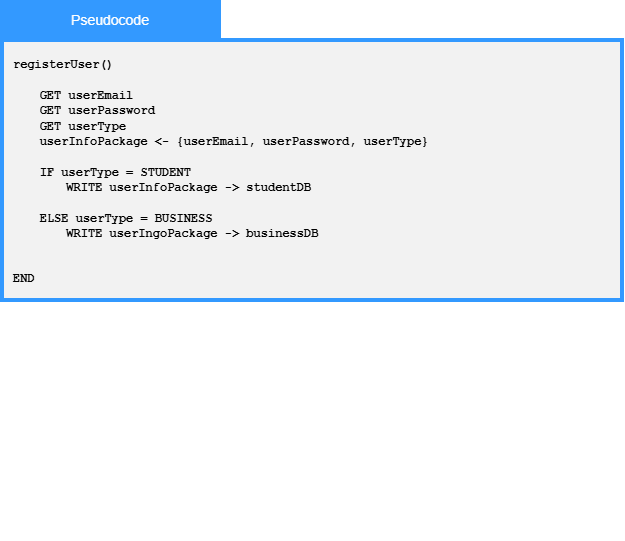 Pseudocode
registerUser()
GET userEmail
GET userPassword
GET userType
userInfoPackage <- {userEmail, userPassword, userType}
IF userType = STUDENT
WRITE userInfoPackage -> studentDB
ELSE userType = BUSINESS
WRITE userIngoPackage -> businessDB
END